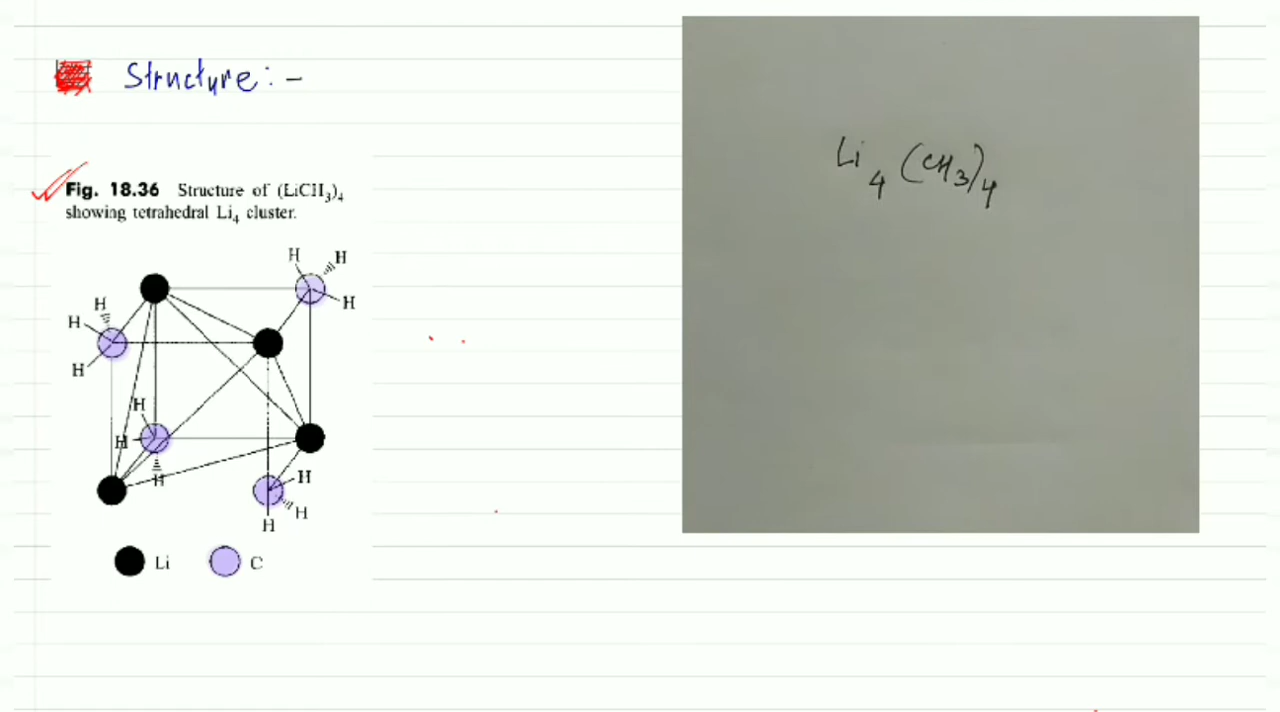 Structure:-
Fig. 18.36 Structure of (LiCH₃)₄
showing tetrahedral Li₄ cluster.
H H
H
H
H
H
H
H
H
H
H
H
Li C
Li₄(CH₃)₄